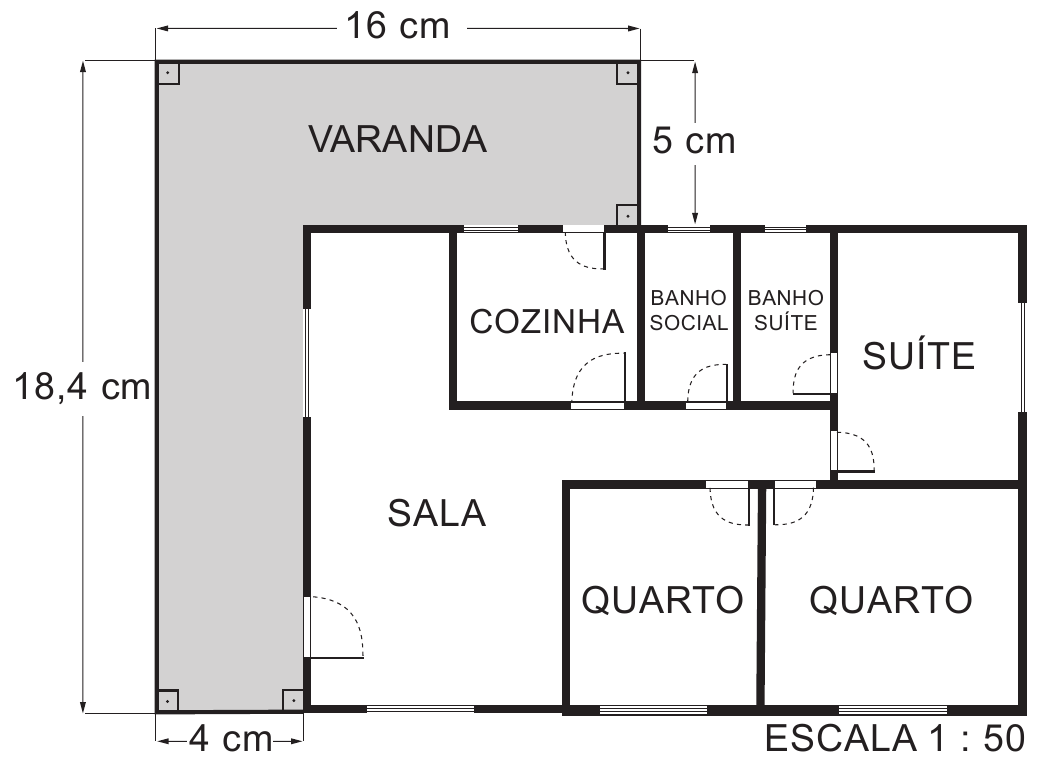 16 cm
VARANDA
5 cm
COZINHA
BANHO
SOCIAL
BANHO
SUÍTE
SUÍTE
18,4 cm
SALA
QUARTO
QUARTO
4 cm
ESCALA 1 : 50